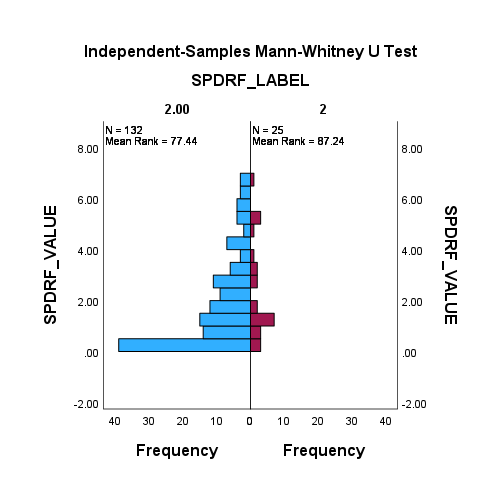 Independent-Samples Mann-Whitney U Test
SPDRF_LABEL
2.00 2
N = 132 N = 25
Mean Rank = 77.44 Mean Rank = 87.24
8.00 8.00
6.00 6.00
4.00 4.00
2.00 2.00
.00 .00
-2.00 -2.00
SPDRF_VALUE SPDRF_VALUE
40 30 20 10 0 0 10 20 30 40
Frequency Frequency